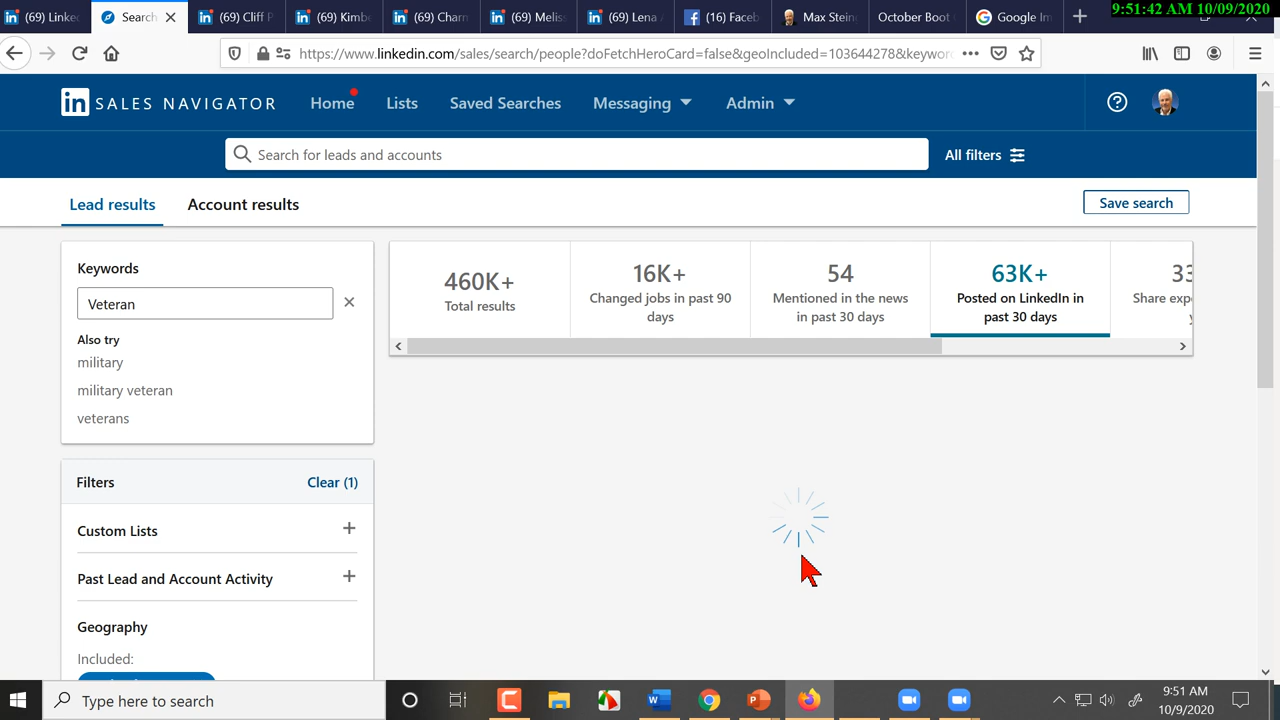 9:51:42 AM 10/09/2020
(69) Linke
Search
(69) Cliff P
(69) Kimbe
(69) Charm
(69) Meliss
(69) Lena A
(16) Faceb
Max Stein
October Boot
Google Im
https://www.linkedin.com/sales/search/people?doFetchHeroCard=false&geoIncluded=103644278&keywor
in SALES NAVIGATOR
Home
Lists
Saved Searches
Messaging
Admin
Search for leads and accounts
All filters
Lead results
Account results
Save search
Keywords
Veteran
Also try
military
military veteran
veterans
460K+
Total results
16K+
Changed jobs in past 90
days
54
Mentioned in the news
in past 30 days
63K+
Posted on LinkedIn in
past 30 days
33
Share exp
Filters
Clear (1)
Custom Lists
Past Lead and Account Activity
Geography
Included:
Type here to search
9:51 AM
10/9/2020